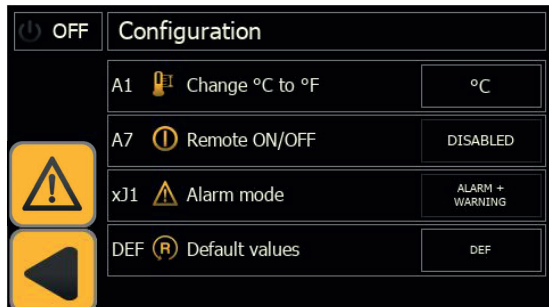 OFF Configuration
A1 Change °C to °F °C
A7 Remote ON/OFF DISABLED
xJ1 Alarm mode ALARM +
WARNING
DEF R Default values DEF